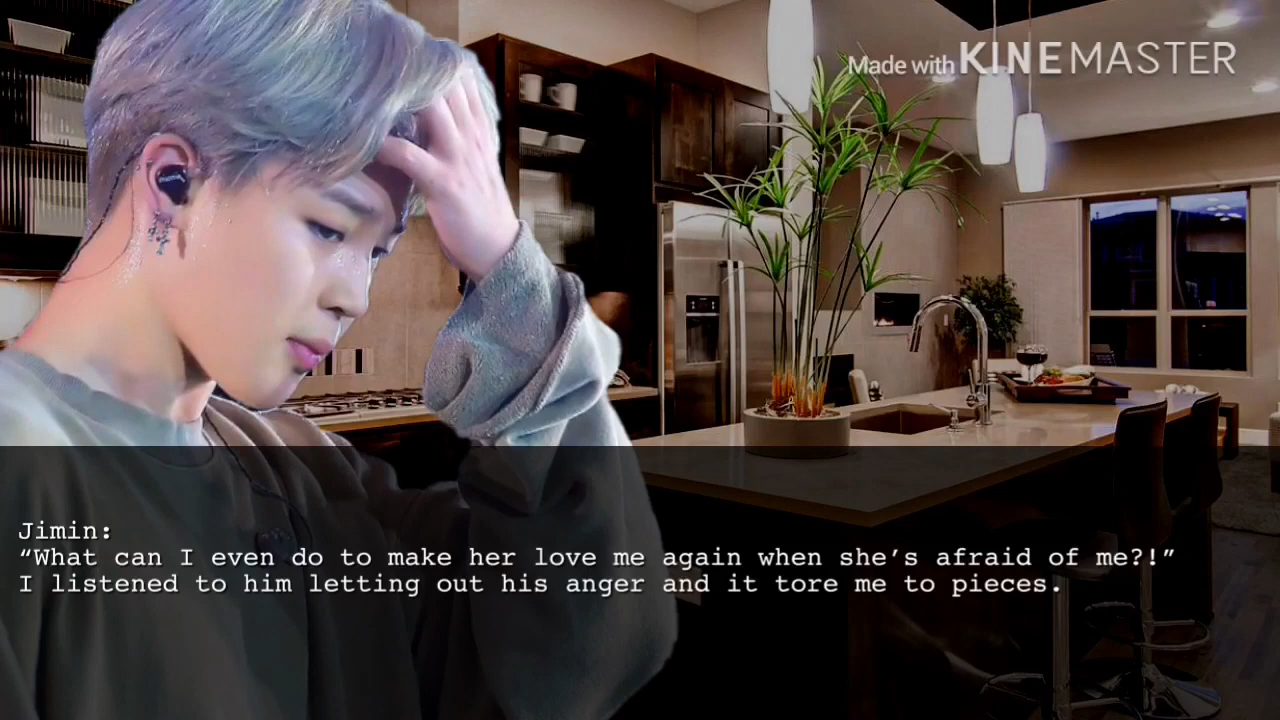 Made with KINEMASTER
Jimin:
“What can I even do to make her love me again when she’s afraid of me?!”
I listened to him letting out his anger and it tore me to pieces.